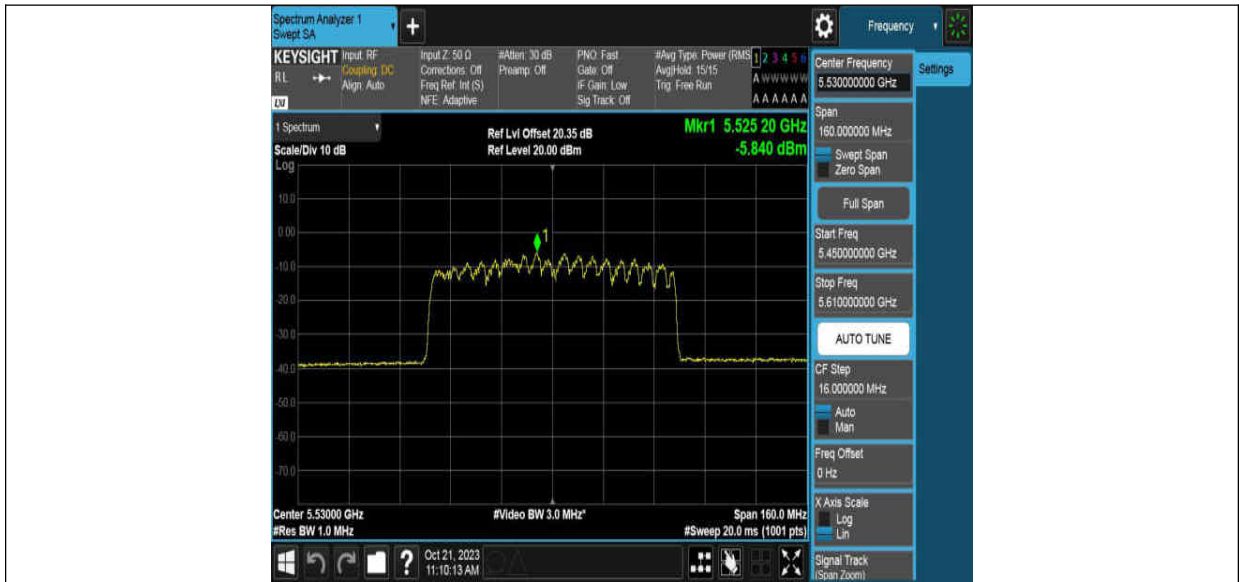 Spectrum Analyzer 1
Swept SA
+
Frequency
KEYSIGHT
RL
LXI
Input: RF
Coupling: DC
Align: Auto
Input Z: 50 Ω
Corrections: Off
Freq Ref: Int (S)
NFE: Adaptive
#Atten: 30 dB
Preamp: Off
PNO: Fast
Gate: Off
IF Gain: Low
Sig Track: Off
#Avg Type: Power (RMS
Avg|Hold: 15/15
Trig: Free Run
1 2 3 4 5 6
A W W W W W
A A A A A A
1 Spectrum
Scale/Div 10 dB
Ref Lvl Offset 20.35 dB
Ref Level 20.00 dBm
Mkr1 5.525 20 GHz
-5.840 dBm
Log
10.0
0.00
-10.0
-20.0
-30.0
-40.0
-50.0
-60.0
-70.0
1
Center 5.53000 GHz
#Res BW 1.0 MHz
#Video BW 3.0 MHz*
Span 160.0 MHz
#Sweep 20.0 ms (1001 pts)
Center Frequency
5.530000000 GHz
Settings
Span
160.000000 MHz
Swept Span
Zero Span
Full Span
Start Freq
5.450000000 GHz
Stop Freq
5.610000000 GHz
AUTO TUNE
CF Step
16.000000 MHz
Auto
Man
Freq Offset
0 Hz
X Axis Scale
Log
Lin
Signal Track
(Span Zoom)
?
Oct 21, 2023
11:10:13 AM